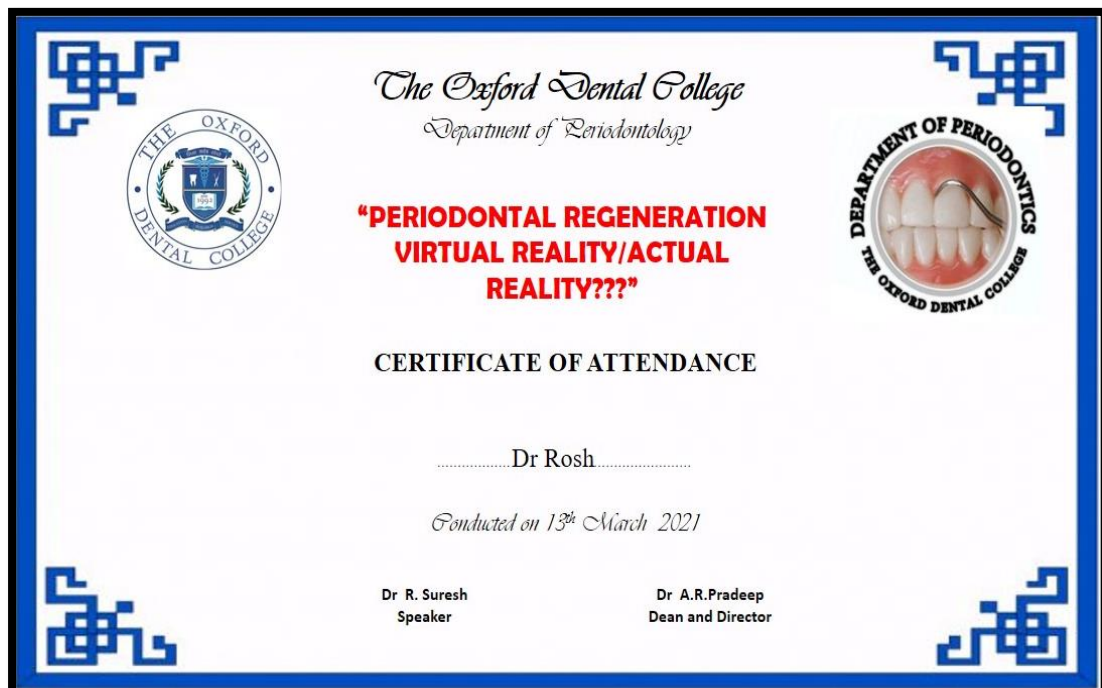 The Oxford Dental College
Department of Periodontology
THE OXFORD DENTAL COLLEGE
DEPARTMENT OF PERIODONTICS
THE OXFORD DENTAL COLLEGE
“PERIODONTAL REGENERATION
VIRTUAL REALITY/ACTUAL
REALITY???”
CERTIFICATE OF ATTENDANCE
...................Dr Rosh.........................
Conducted on 13th March 2021
Dr R. Suresh
Speaker
Dr A.R.Pradeep
Dean and Director